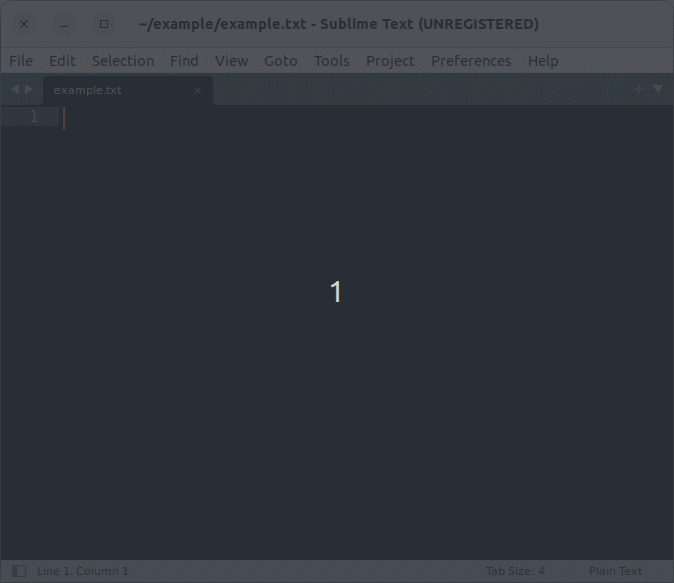 ~/example/example.txt - Sublime Text (UNREGISTERED)
File Edit Selection Find View Goto Tools Project Preferences Help
example.txt
1
1
Line 1, Column 1 Tab Size: 4 Plain Text